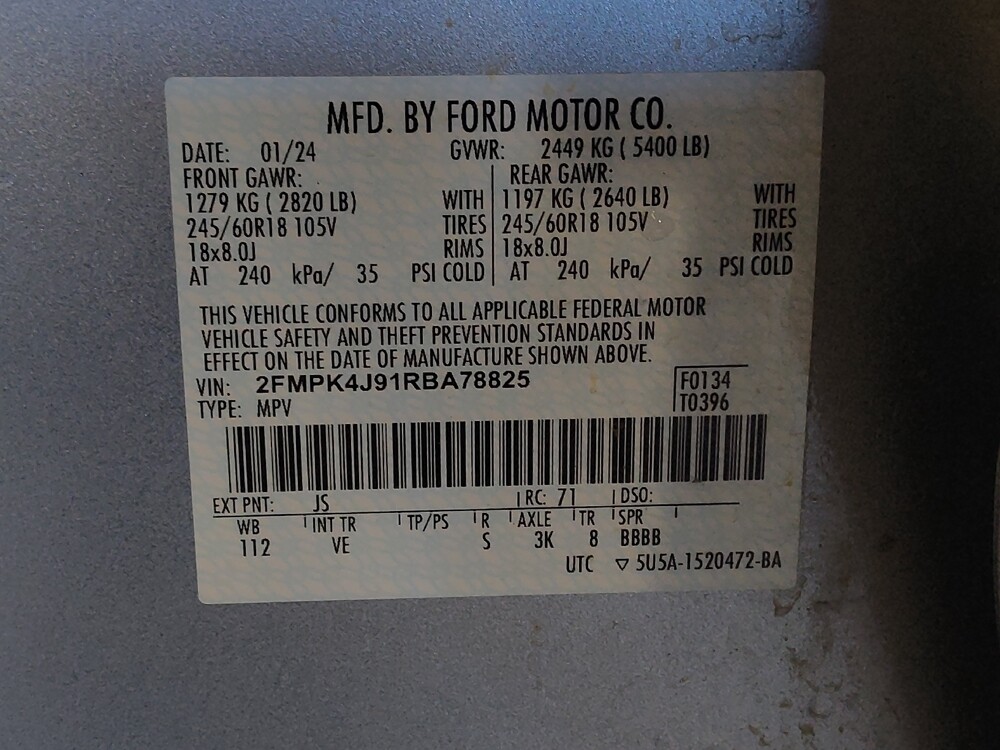 MFD. BY FORD MOTOR CO.
DATE: 01/24 GVWR: 2449 KG ( 5400 LB)
FRONT GAWR: REAR GAWR:
1279 KG ( 2820 LB) WITH 1197 KG ( 2640 LB) WITH
245/60R18 105V TIRES 245/60R18 105V TIRES
18x8.0J RIMS 18x8.0J RIMS
AT 240 kPa/ 35 PSI COLD AT 240 kPa/ 35 PSI COLD
THIS VEHICLE CONFORMS TO ALL APPLICABLE FEDERAL MOTOR
VEHICLE SAFETY AND THEFT PREVENTION STANDARDS IN
EFFECT ON THE DATE OF MANUFACTURE SHOWN ABOVE.
VIN: 2FMPK4J91RBA78825 F0134
TYPE: MPV T0396
EXT PNT: JS RC: 71 DSO:
WB INT TR TP/PS R AXLE TR SPR
112 VE S 3K 8 BBBB
UTC ▽ 5U5A-1520472-BA